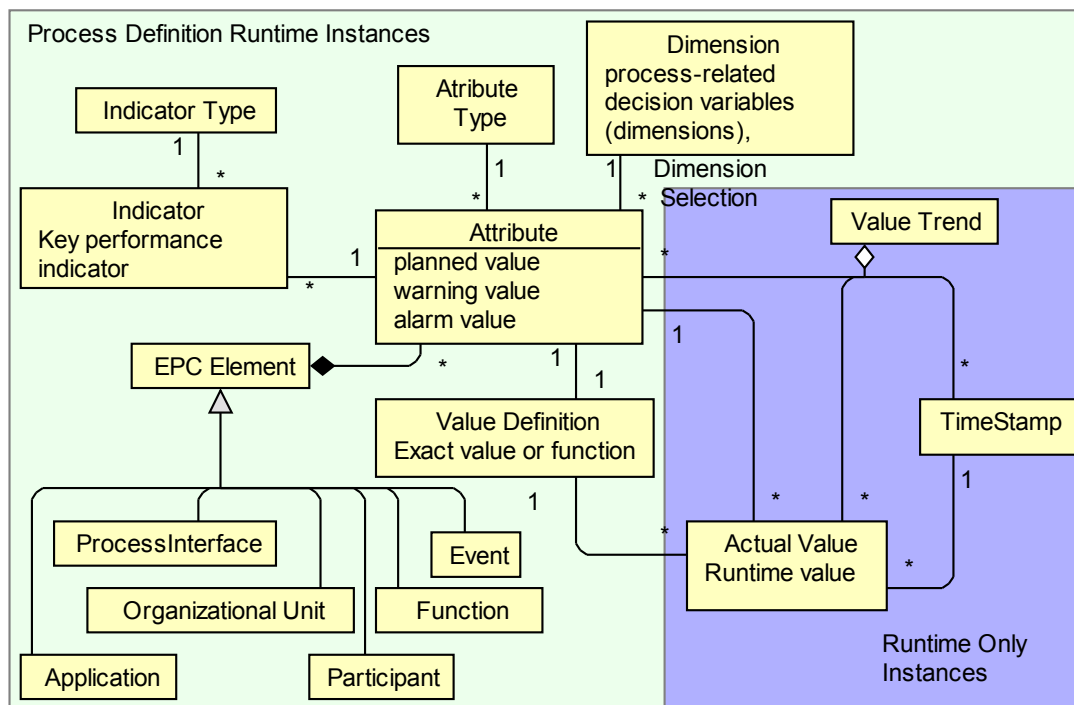 Process Definition Runtime Instances
Dimension
process-related
decision variables
(dimensions),
Atribute
Type
Indicator Type
1
*
1
*
1
*
Dimension
Selection
Indicator
Key performance
indicator
1
*
Attribute
planned value
warning value
alarm value
*
1
Value Trend
EPC Element
*
1
1
*
*
*
Value Definition
Exact value or function
TimeStamp
1
1
*
*
*
Actual Value
Runtime value
ProcessInterface
Event
Organizational Unit
Function
Application
Participant
Runtime Only
Instances